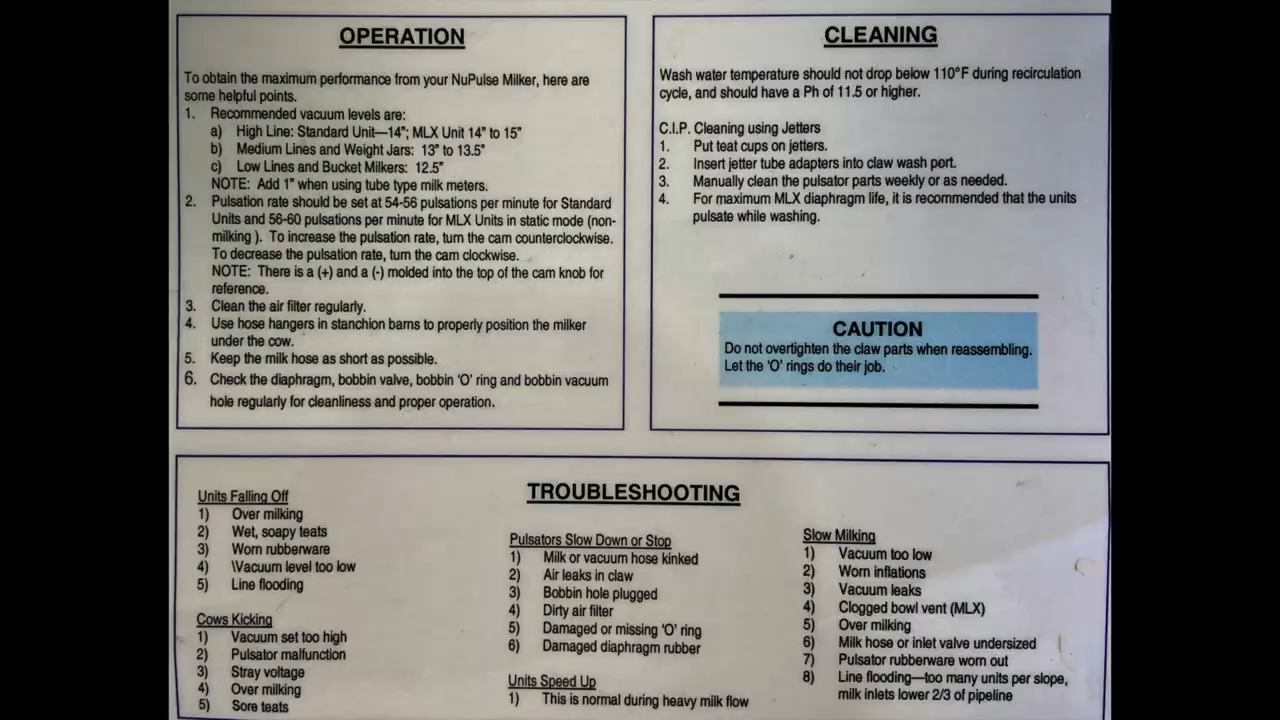 OPERATION
To obtain the maximum performance from your NuPulse Milker, here are
some helpful points.
1. Recommended vacuum levels are:
a) High Line: Standard Unit—14"; MLX Unit 14" to 15"
b) Medium Lines and Weight Jars: 13" to 13.5"
c) Low Lines and Bucket Milkers: 12.5"
NOTE: Add 1" when using tube type milk meters.
2. Pulsation rate should be set at 54-56 pulsations per minute for Standard
Units and 56-60 pulsations per minute for MLX Units in static mode (non-
milking ). To increase the pulsation rate, turn the cam counterclockwise.
To decrease the pulsation rate, turn the cam clockwise.
NOTE: There is a (+) and a (-) molded into the top of the cam knob for
reference.
3. Clean the air filter regularly.
4. Use hose hangers in stanchion barns to properly position the milker
under the cow.
5. Keep the milk hose as short as possible.
6. Check the diaphragm, bobbin valve, bobbin 'O' ring and bobbin vacuum
hole regularly for cleanliness and proper operation.
CLEANING
Wash water temperature should not drop below 110°F during recirculation
cycle, and should have a Ph of 11.5 or higher.
C.I.P. Cleaning using Jetters
1. Put teat cups on jetters.
2. Insert jetter tube adapters into claw wash port.
3. Manually clean the pulsator parts weekly or as needed.
4. For maximum MLX diaphragm life, it is recommended that the units
pulsate while washing.
CAUTION
Do not overtighten the claw parts when reassembling.
Let the 'O' rings do their job.
TROUBLESHOOTING
Units Falling Off
1) Over milking
2) Wet, soapy teats
3) Worn rubberware
4) \Vacuum level too low
5) Line flooding
Cows Kicking
1) Vacuum set too high
2) Pulsator malfunction
3) Stray voltage
4) Over milking
5) Sore teats
Pulsators Slow Down or Stop
1) Milk or vacuum hose kinked
2) Air leaks in claw
3) Bobbin hole plugged
4) Dirty air filter
5) Damaged or missing 'O' ring
6) Damaged diaphragm rubber
Units Speed Up
1) This is normal during heavy milk flow
Slow Milking
1) Vacuum too low
2) Worn inflations
3) Vacuum leaks
4) Clogged bowl vent (MLX)
5) Over milking
6) Milk hose or inlet valve undersized
7) Pulsator rubberware worn out
8) Line flooding—too many units per slope,
milk inlets lower 2/3 of pipeline